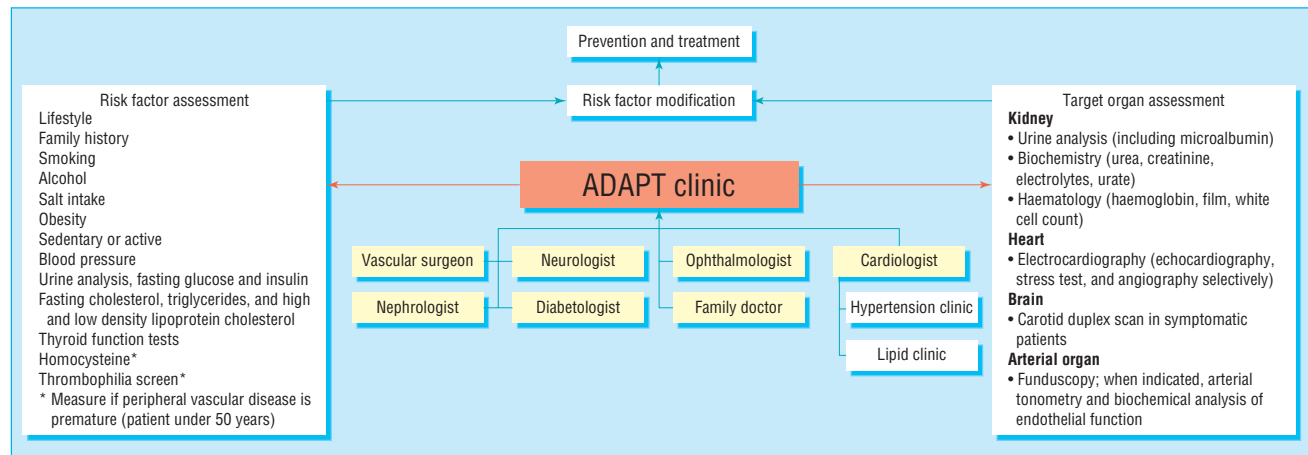 Prevention and treatment
Risk factor modification
Risk factor assessment
Lifestyle
Family history
Smoking
Alcohol
Salt intake
Obesity
Sedentary or active
Blood pressure
Urine analysis, fasting glucose and insulin
Fasting cholesterol, triglycerides, and high
and low density lipoprotein cholesterol
Thyroid function tests
Homocysteine*
Thrombophilia screen*
* Measure if peripheral vascular disease is
premature (patient under 50 years)
ADAPT clinic
Vascular surgeon
Neurologist
Ophthalmologist
Cardiologist
Nephrologist
Diabetologist
Family doctor
Hypertension clinic
Lipid clinic
Target organ assessment
Kidney
• Urine analysis (including microalbumin)
• Biochemistry (urea, creatinine,
electrolytes, urate)
• Haematology (haemoglobin, film, white
cell count)
Heart
• Electrocardiography (echocardiography,
stress test, and angiography selectively)
Brain
• Carotid duplex scan in symptomatic
patients
Arterial organ
• Funduscopy; when indicated, arterial
tonometry and biochemical analysis of
endothelial function